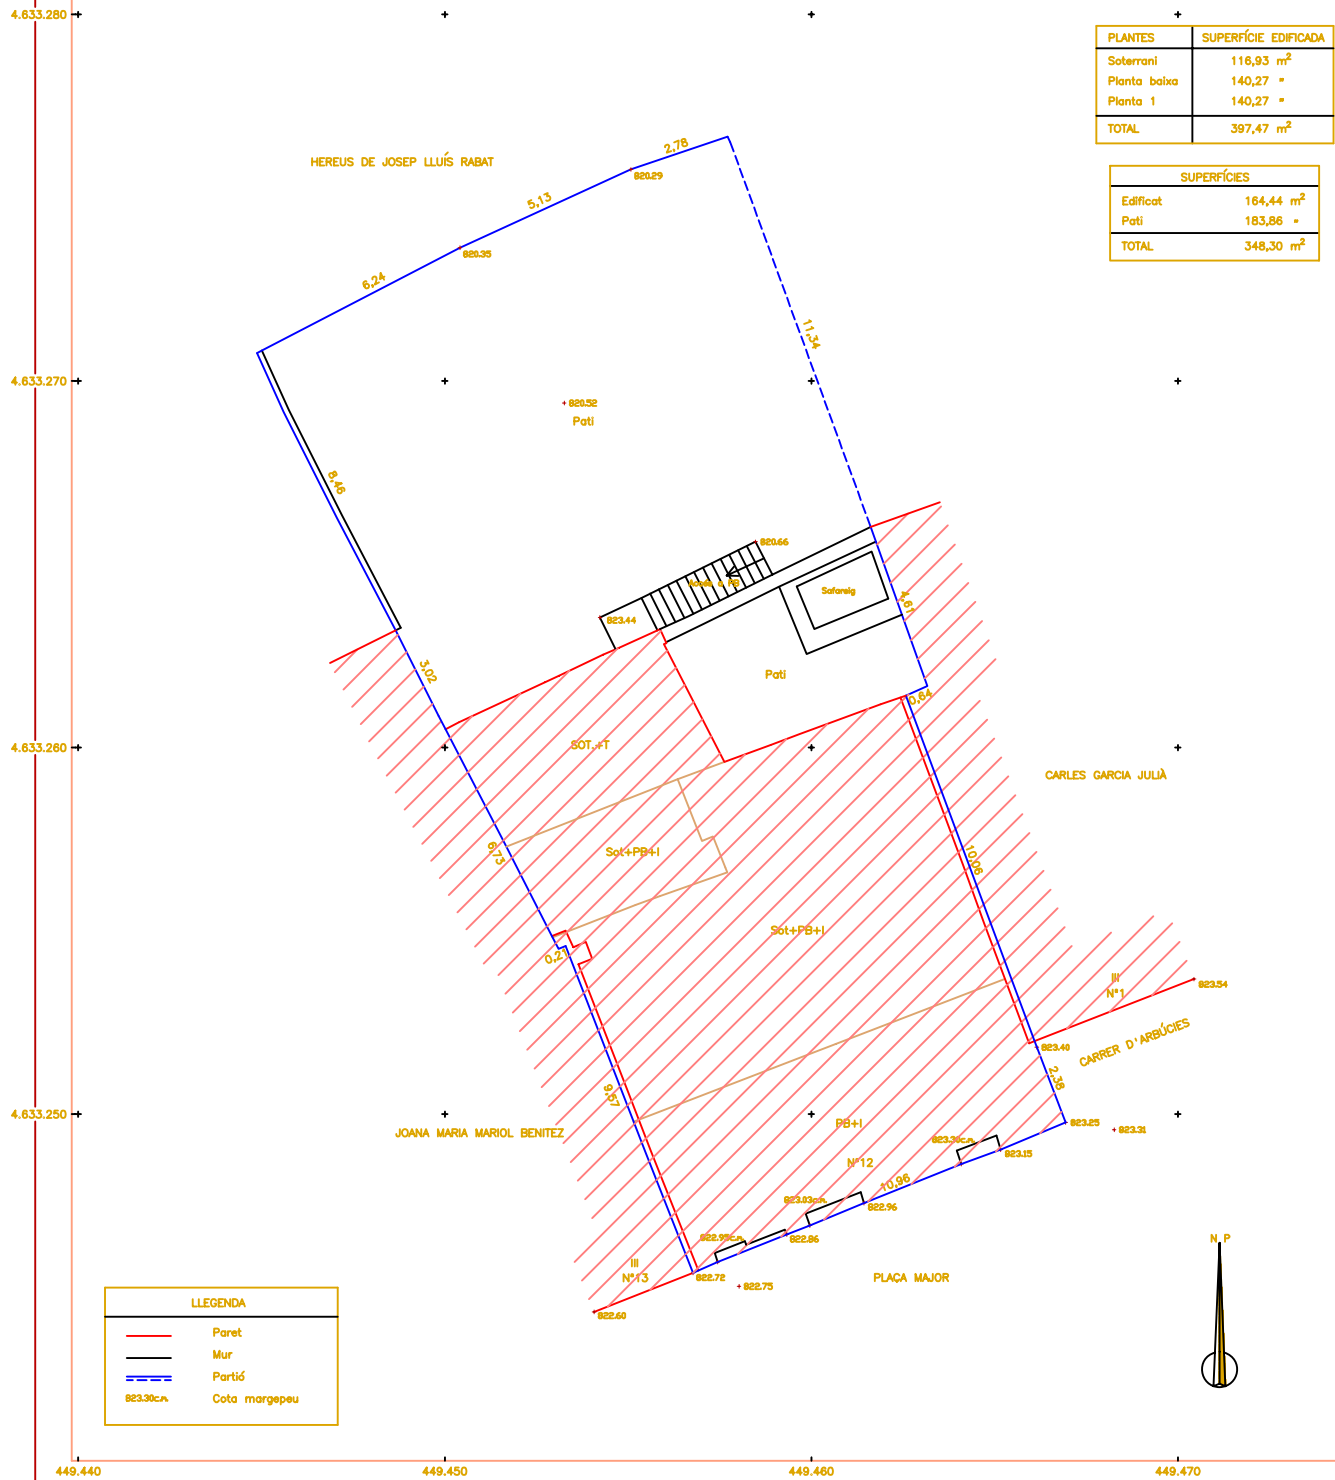 4.633.280
PLANTES SUPERFÍCIE EDIFICADA
Soterrani 116,93 m²
Planta baixa 140,27 "
Planta 1 140,27 "
TOTAL 397,47 m²
SUPERFÍCIES
Edificat 164,44 m²
Pati 183,86 "
TOTAL 348,30 m²
HEREUS DE JOSEP LLUÍS RABAT
2,78
820.29
5,13
820.35
6,24
11,34
4.633.270
820.52
Pati
8,46
820.66
Accés a PB
Safareig
4,61
823.44
3,02
Pati
0,64
SOT.+T
4.633.260
CARLES GARCIA JULIÀ
Sot+PB+I
6,73
10,06
Sot+PB+I
0,21
III
Nº1
823.54
CARRER D'ARBÚCIES
823.40
2,38
9,57
4.633.250
JOANA MARIA MARIOL BENITEZ
PB+I
823.25
823.31
823.30c.m.
823.15
Nº12
10,96
823.03c.m.
822.96
822.95c.m.
822.86
N P
III
Nº13
822.72
822.75
PLAÇA MAJOR
822.60
LLEGENDA
Paret
Mur
Partió
823.30c.m. Cota margepeu
449.440
449.450
449.460
449.470